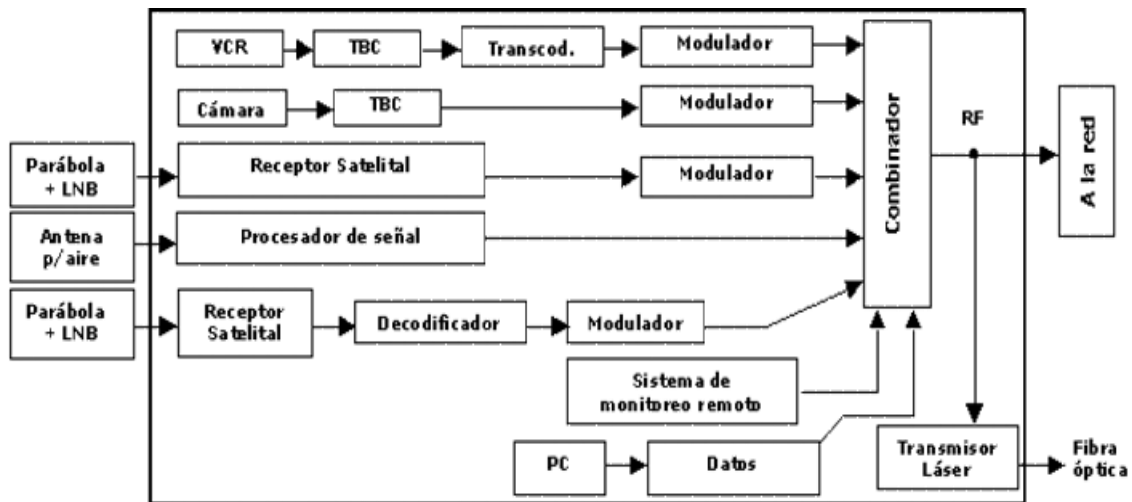 VCR
TBC
Transcod.
Modulador
Cámara
TBC
Modulador
Parábola
+ LNB
Receptor Satelital
Modulador
Antena
p/aire
Procesador de señal
Parábola
+ LNB
Receptor
Satelital
Decodificador
Modulador
Combinador
RF
A la red
Sistema de
monitoreo remoto
PC
Datos
Transmisor
Láser
Fibra
óptica